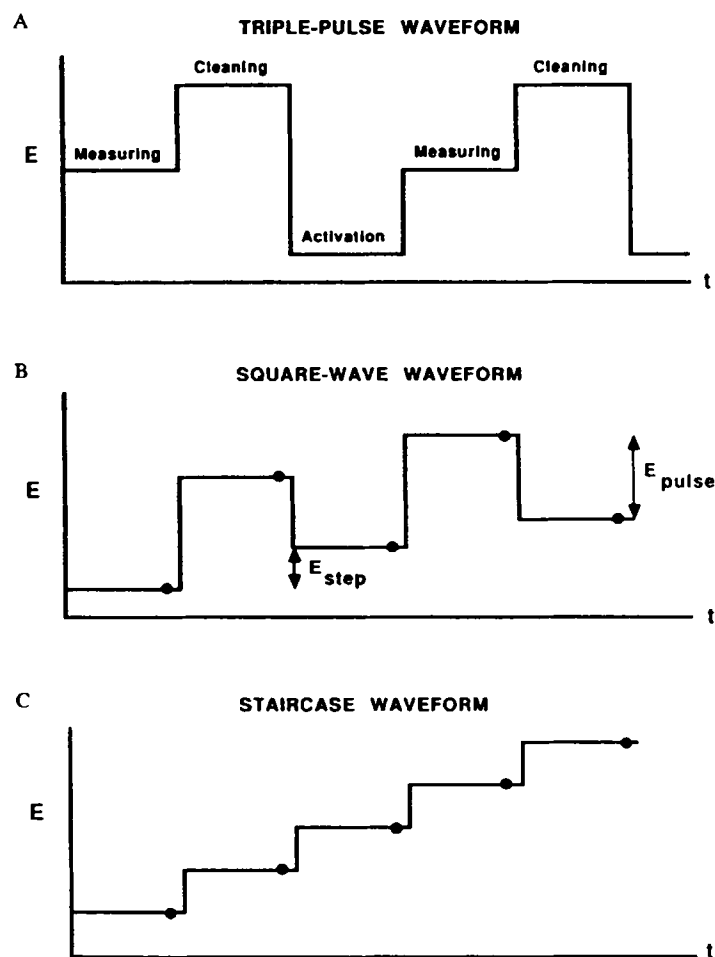 A
TRIPLE-PULSE WAVEFORM
Cleaning
Cleaning
E
Measuring
Measuring
Activation
t
B
SQUARE-WAVE WAVEFORM
E
E pulse
E step
t
C
STAIRCASE WAVEFORM
E
t